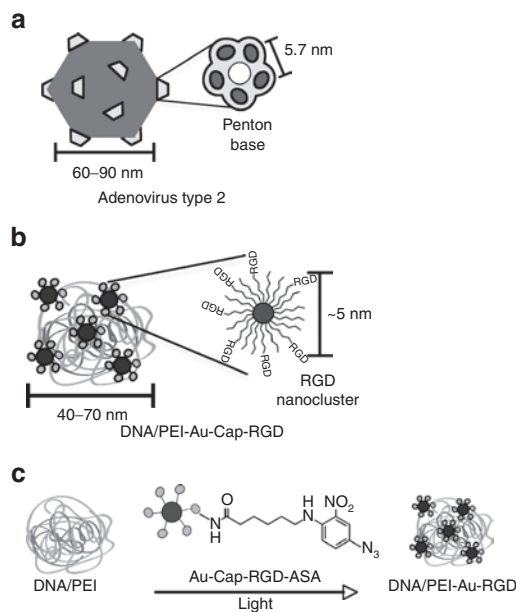 a
5.7 nm
Penton
base
60–90 nm
Adenovirus type 2
b
RGD
RGD
RGD
RGD
RGD
RGD
RGD
~5 nm
RGD
nanocluster
40–70 nm
DNA/PEI-Au-Cap-RGD
c
O
N
H
H
N
NO2
N3
DNA/PEI
Au-Cap-RGD-ASA
Light
DNA/PEI-Au-RGD